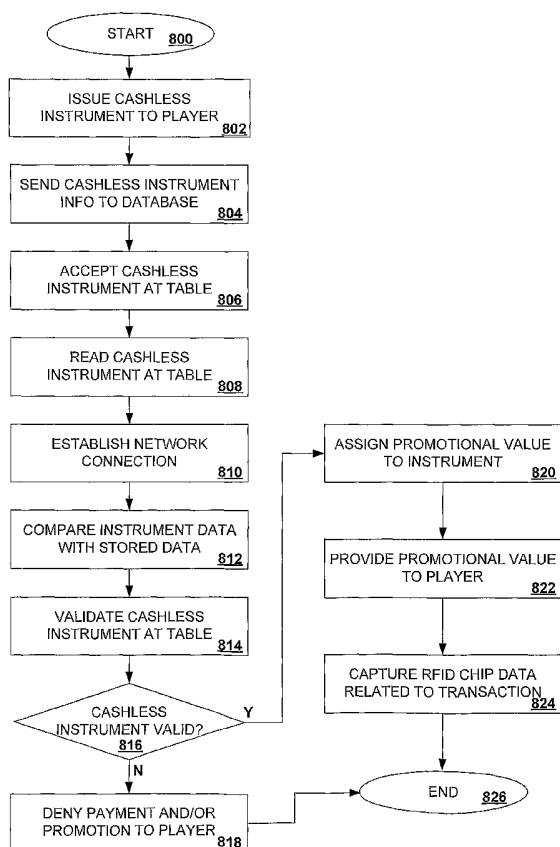 START 800
ISSUE CASHLESS
INSTRUMENT TO PLAYER
802
SEND CASHLESS INSTRUMENT
INFO TO DATABASE
804
ACCEPT CASHLESS
INSTRUMENT AT TABLE
806
READ CASHLESS
INSTRUMENT AT TABLE
808
ESTABLISH NETWORK
CONNECTION
810
COMPARE INSTRUMENT DATA
WITH STORED DATA
812
VALIDATE CASHLESS
INSTRUMENT AT TABLE
814
CASHLESS
INSTRUMENT VALID?
816
Y
N
DENY PAYMENT AND/OR
PROMOTION TO PLAYER
818
ASSIGN PROMOTIONAL VALUE
TO INSTRUMENT
820
PROVIDE PROMOTIONAL VALUE
TO PLAYER
822
CAPTURE RFID CHIP DATA
RELATED TO TRANSACTION
824
END 826